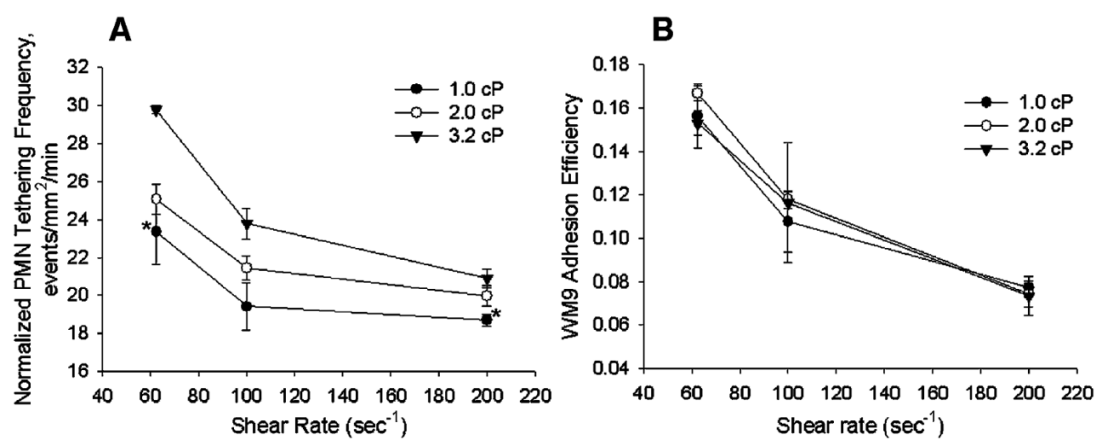 A
Normalized PMN Tethering Frequency,
events/mm²/min
32
30
28
26
24
22
20
18
16
1.0 cP
2.0 cP
3.2 cP
*
*
40 60 80 100 120 140 160 180 200 220
Shear Rate (sec⁻¹)
B
WM9 Adhesion Efficiency
0.18
0.16
0.14
0.12
0.10
0.08
0.06
0.04
1.0 cP
2.0 cP
3.2 cP
40 60 80 100 120 140 160 180 200 220
Shear rate (sec⁻¹)